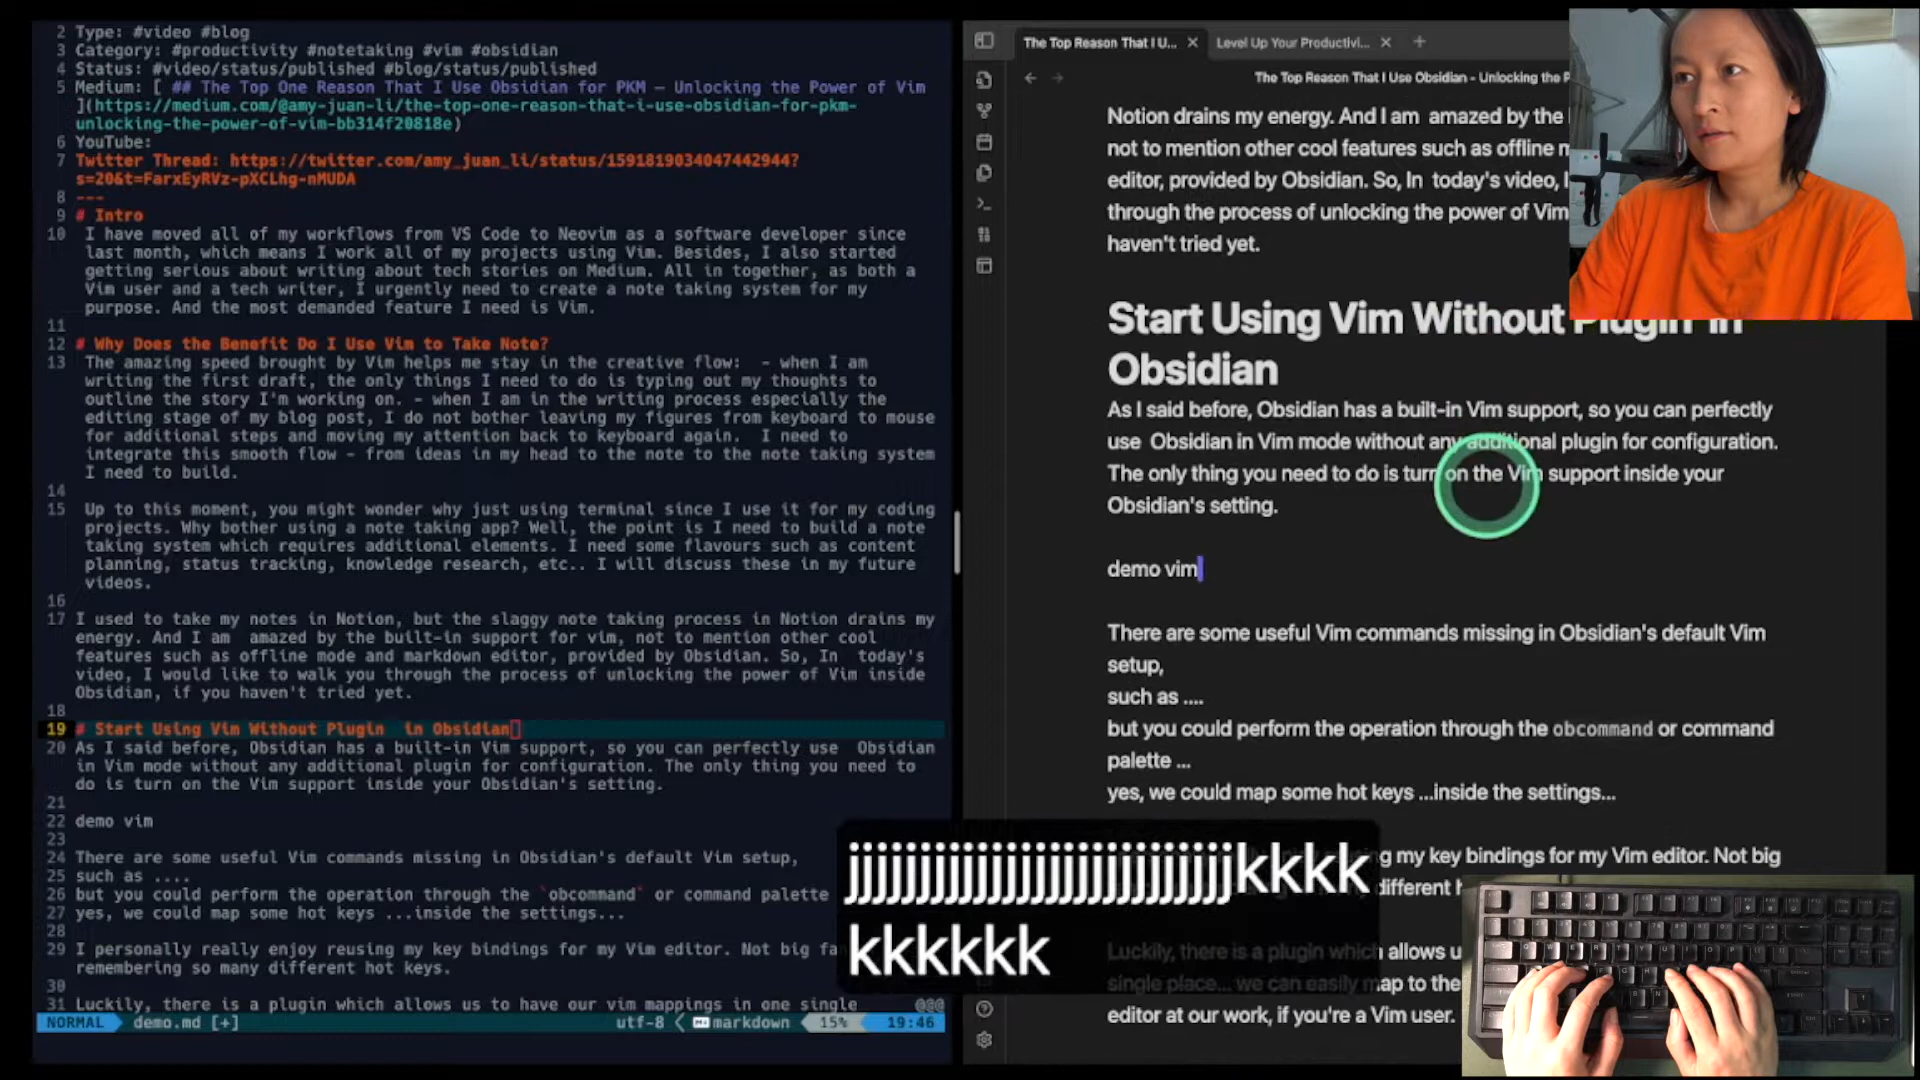 2 Type: #video #blog
3 Category: #productivity #notetaking #vim #obsidian
4 Status: #video/status/published #blog/status/published
5 Medium: [ ## The Top One Reason That I Use Obsidian for PKM — Unlocking the Power of Vim
](https://medium.com/@amy-juan-li/the-top-one-reason-that-i-use-obsidian-for-pkm-
unlocking-the-power-of-vim-bb314f20818e)
6 YouTube:
7 Twitter Thread: https://twitter.com/amy_juan_li/status/1591819034047442944?
s=20&t=FarxEyRVz-pXCLhg-nMUDA
8 ---
9 # Intro
10 I have moved all of my workflows from VS Code to Neovim as a software developer since
last month, which means I work all of my projects using Vim. Besides, I also started
getting serious about writing about tech stories on Medium. All in together, as both a
Vim user and a tech writer, I urgently need to create a note taking system for my
purpose. And the most demanded feature I need is Vim.
11
12 # Why Does the Benefit Do I Use Vim to Take Note?
13 The amazing speed brought by Vim helps me stay in the creative flow:  - when I am
writing the first draft, the only things I need to do is typing out my thoughts to
outline the story I'm working on. - when I am in the writing process especially the
editing stage of my blog post, I do not bother leaving my figures from keyboard to mouse
for additional steps and moving my attention back to keyboard again.  I need to
integrate this smooth flow - from ideas in my head to the note to the note taking system
I need to build.
14
15 Up to this moment, you might wonder why just using terminal since I use it for my coding
projects. Why bother using a note taking app? Well, the point is I need to build a note
taking system which requires additional elements. I need some flavours such as content
planning, status tracking, knowledge research, etc.. I will discuss these in my future
videos.
16
17 I used to take my notes in Notion, but the slaggy note taking process in Notion drains my
energy. And I am  amazed by the built-in support for vim, not to mention other cool
features such as offline mode and markdown editor, provided by Obsidian. So, In  today's
video, I would like to walk you through the process of unlocking the power of Vim inside
Obsidian, if you haven't tried yet.
18
19 # Start Using Vim Without Plugin  in Obsidian
20 As I said before, Obsidian has a built-in Vim support, so you can perfectly use  Obsidian
in Vim mode without any additional plugin for configuration. The only thing you need to
do is turn on the Vim support inside your Obsidian's setting.
21
22 demo vim
23
24 There are some useful Vim commands missing in Obsidian's default Vim setup,
25 such as ....
26 but you could perform the operation through the `obcommand` or command palette
27 yes, we could map some hot keys ...inside the settings...
28
29 I personally really enjoy reusing my key bindings for my Vim editor. Not big
remembering so many different hot keys.
30
31 Luckily, there is a plugin which allows us to have our vim mappings in one single @@@
NORMAL demo.md [+] utf-8 markdown 15% 19:46
The Top Reason That I U... Level Up Your Productivi...
The Top Reason That I Use Obsidian - Unlocking the
Notion drains my energy. And I am  amazed by the
not to mention other cool features such as offline
editor, provided by Obsidian. So, In  today's video,
through the process of unlocking the power of Vim
haven't tried yet.
Start Using Vim Without Plugin in
Obsidian
As I said before, Obsidian has a built-in Vim support, so you can perfectly
use  Obsidian in Vim mode without any additional plugin for configuration.
The only thing you need to do is turn on the Vim support inside your
Obsidian's setting.
demo vim
There are some useful Vim commands missing in Obsidian's default Vim
setup,
such as ....
but you could perform the operation through the obcommand or command
palette ...
yes, we could map some hot keys ...inside the settings...
my key bindings for my Vim editor. Not big
different
Luckily, there is a plugin which allows
single place... we can easily map to the
editor at our work, if you're a Vim user.
jjjjjjjjjjjjjjjjjjjjjjjjjjjkkkk
kkkkkk